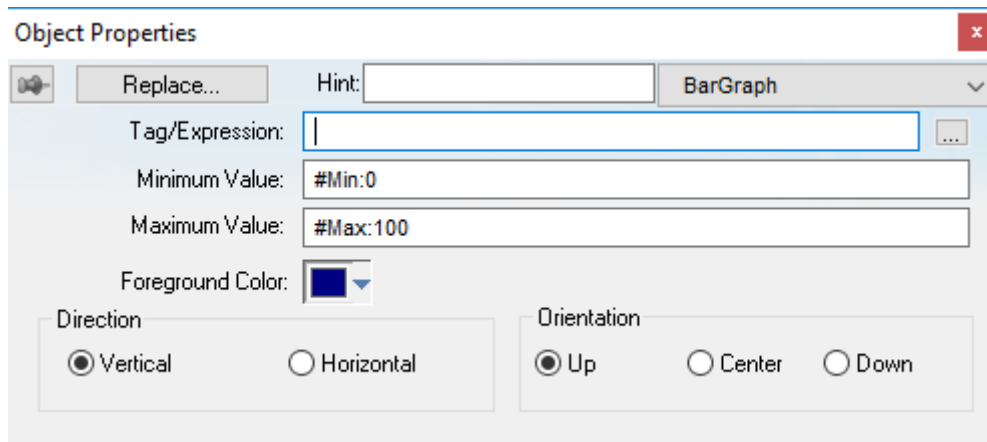 Object Properties x
Replace... Hint: BarGraph
Tag/Expression: ...
Minimum Value: #Min:0
Maximum Value: #Max:100
Foreground Color:
Direction Orientation
Vertical Horizontal Up Center Down